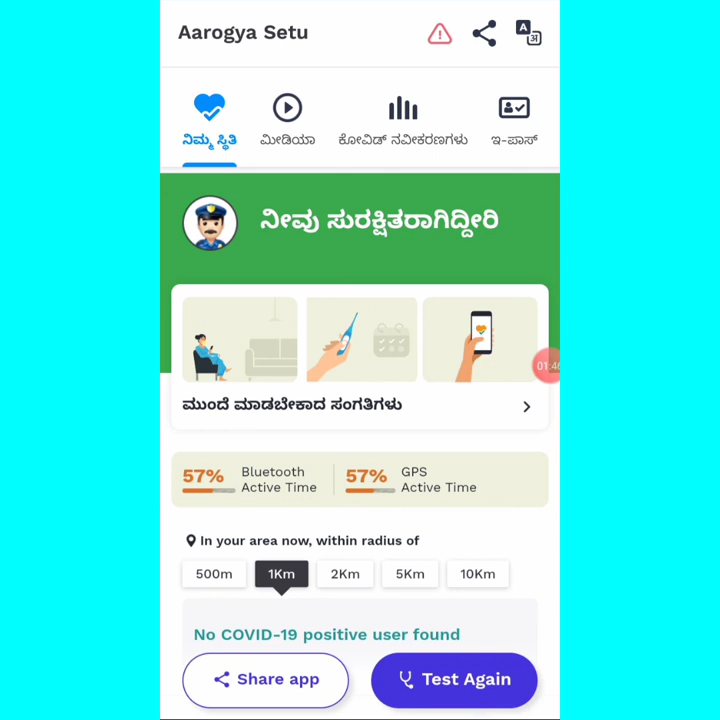 Aarogya Setu
ನಿಮ್ಮ ಸ್ಥಿತಿ
ಮೀಡಿಯಾ
ಕೋವಿಡ್ ನವೀಕರಣಗಳು
ಇ-ಪಾಸ್
ನೀವು ಸುರಕ್ಷಿತರಾಗಿದ್ದೀರಿ
ಮುಂದೆ ಮಾಡಬೇಕಾದ ಸಂಗತಿಗಳು
57% Bluetooth Active Time
57% GPS Active Time
In your area now, within radius of
500m 1Km 2Km 5Km 10Km
No COVID-19 positive user found
Share app
Test Again